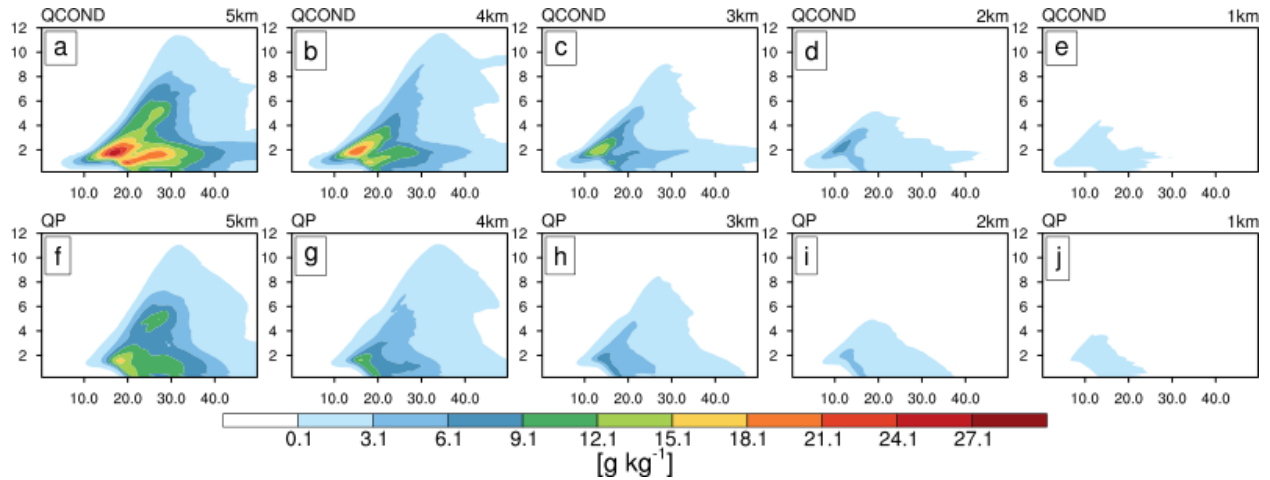 QCOND 5km QCOND 4km QCOND 3km QCOND 2km QCOND 1km
a b c d e
12 12 12 12 12
10 10 10 10 10
8 8 8 8 8
6 6 6 6 6
4 4 4 4 4
2 2 2 2 2
10.0 20.0 30.0 40.0 10.0 20.0 30.0 40.0 10.0 20.0 30.0 40.0 10.0 20.0 30.0 40.0 10.0 20.0 30.0 40.0
QP 5km QP 4km QP 3km QP 2km QP 1km
f g h i j
12 12 12 12 12
10 10 10 10 10
8 8 8 8 8
6 6 6 6 6
4 4 4 4 4
2 2 2 2 2
10.0 20.0 30.0 40.0 10.0 20.0 30.0 40.0 10.0 20.0 30.0 40.0 10.0 20.0 30.0 40.0 10.0 20.0 30.0 40.0
0.1 3.1 6.1 9.1 12.1 15.1 18.1 21.1 24.1 27.1
[g kg⁻¹]